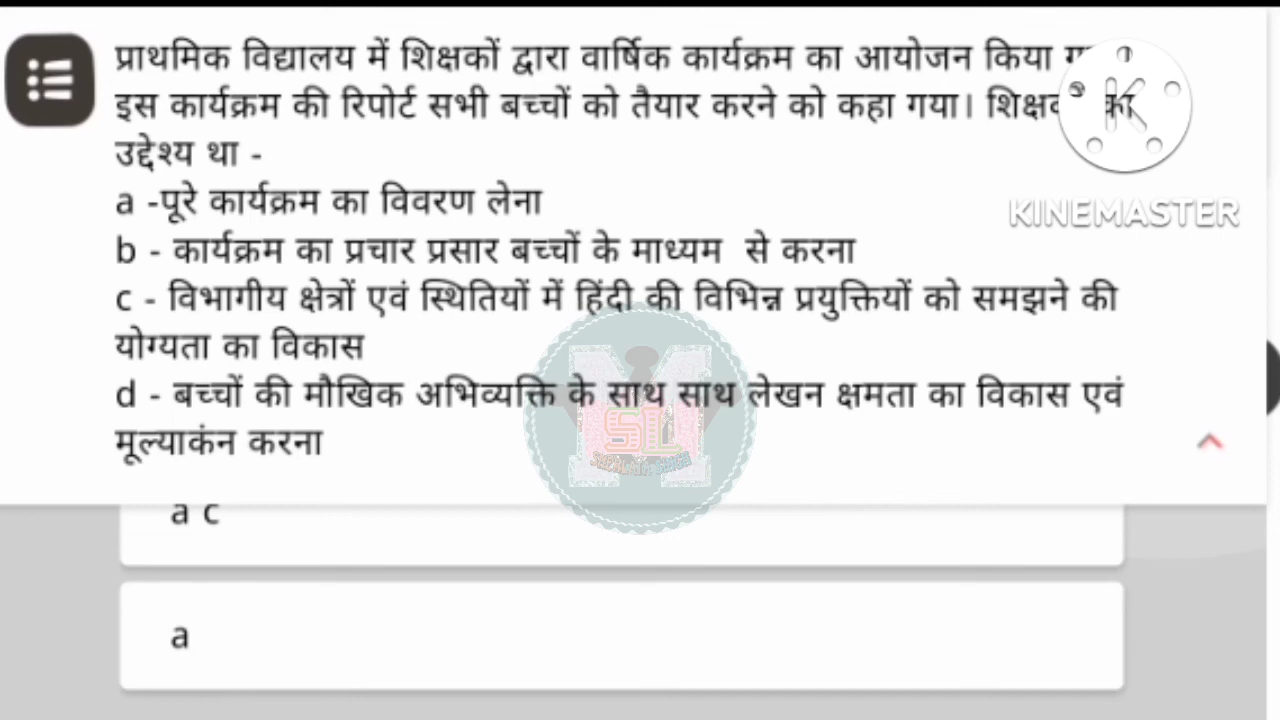 प्राथमिक विद्यालय में शिक्षकों द्वारा वार्षिक कार्यक्रम का आयोजन किया
इस कार्यक्रम की रिपोर्ट सभी बच्चों को तैयार करने को कहा गया। का
उद्देश्य था -
a -पूरे कार्यक्रम का विवरण लेना
KINEMASTER
b - कार्यक्रम का प्रचार प्रसार बच्चों के माध्यम से करना
c - विभागीय क्षेत्रों एवं स्थितियों में हिंदी की विभिन्न प्रयुक्तियों को समझने की
योग्यता का विकास
d - बच्चों की मौखिक अभिव्यक्ति के साथ साथ लेखन क्षमता का विकास एवं
मूल्याकंन करना
SL
a c
a